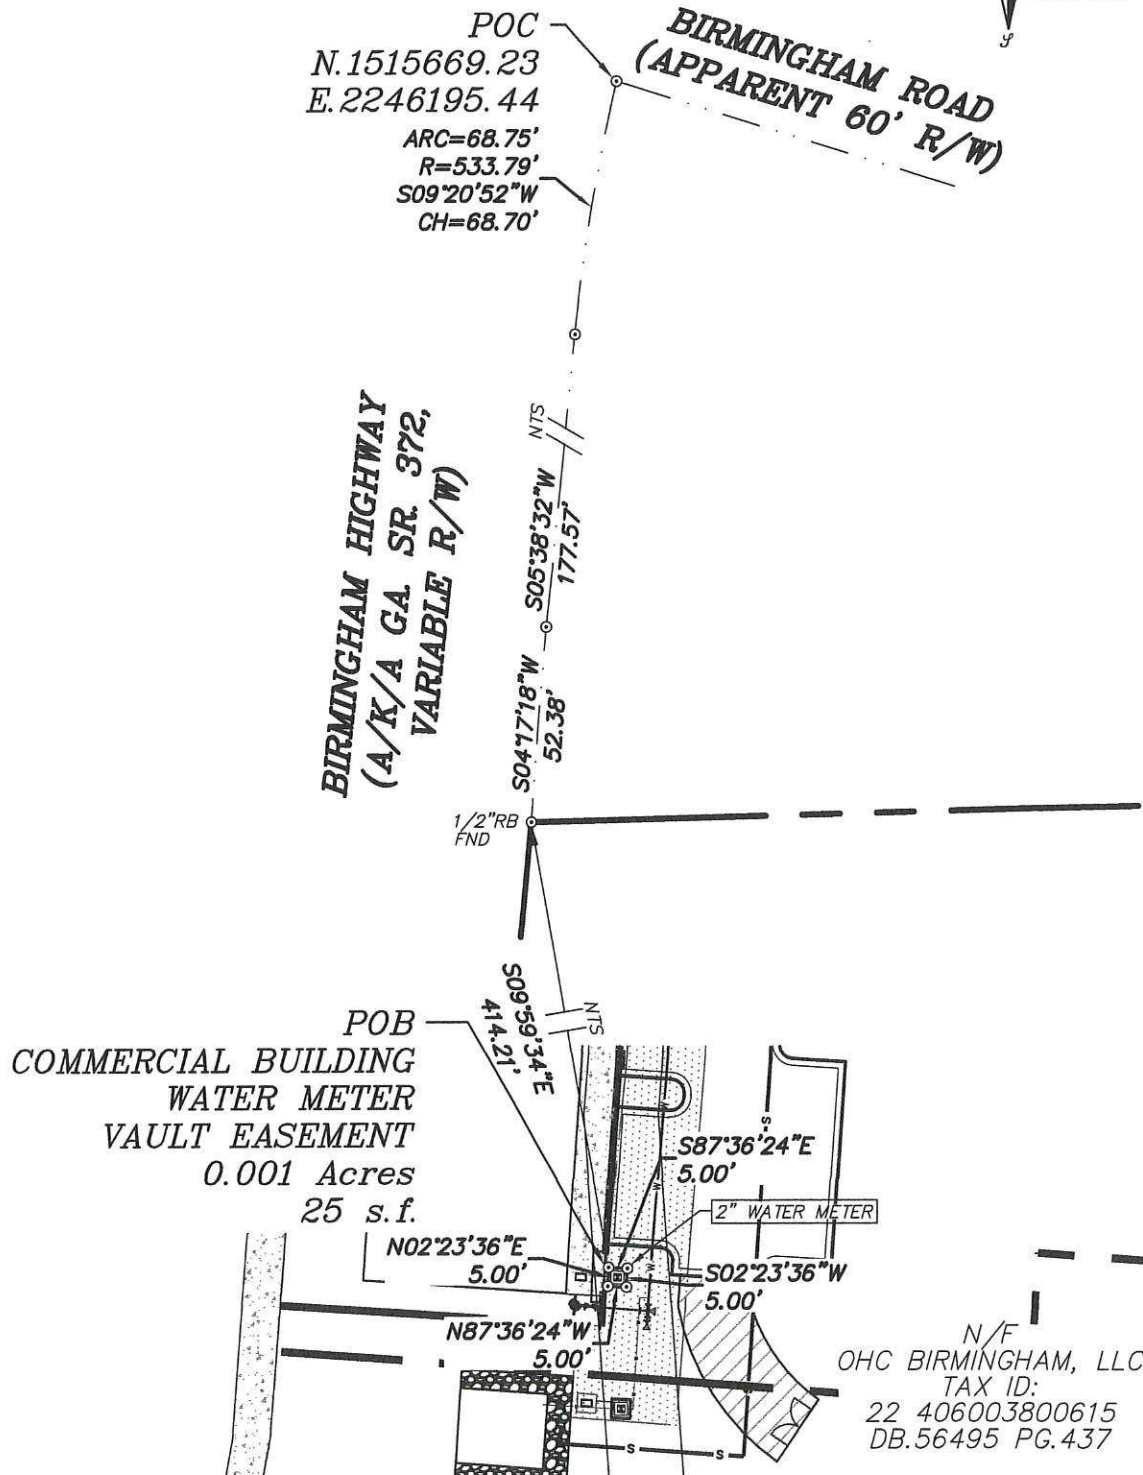 POC
N.1515669.23
E.2246195.44
ARC=68.75'
R=533.79'
S09°20'52"W
CH=68.70'
BIRMINGHAM ROAD
(APPARENT 60' R/W)
NTS
S05°38'32"W
177.57'
BIRMINGHAM HIGHWAY
(A/K/A GA. SR. 372,
VARIABLE R/W)
S04°17'18"W
52.38'
1/2"RB
FND
S09°59'34"E
414.21'
NTS
POB
COMMERCIAL BUILDING
WATER METER
VAULT EASEMENT
0.001 Acres
25 s.f.
S87°36'24"E
5.00'
2" WATER METER
N02°23'36"E
5.00'
S02°23'36"W
5.00'
N87°36'24"W
5.00'
W
W
W
S
S
S
S
N/F
OHC BIRMINGHAM, LLC
TAX ID:
22 406003800615
DB.56495 PG.437